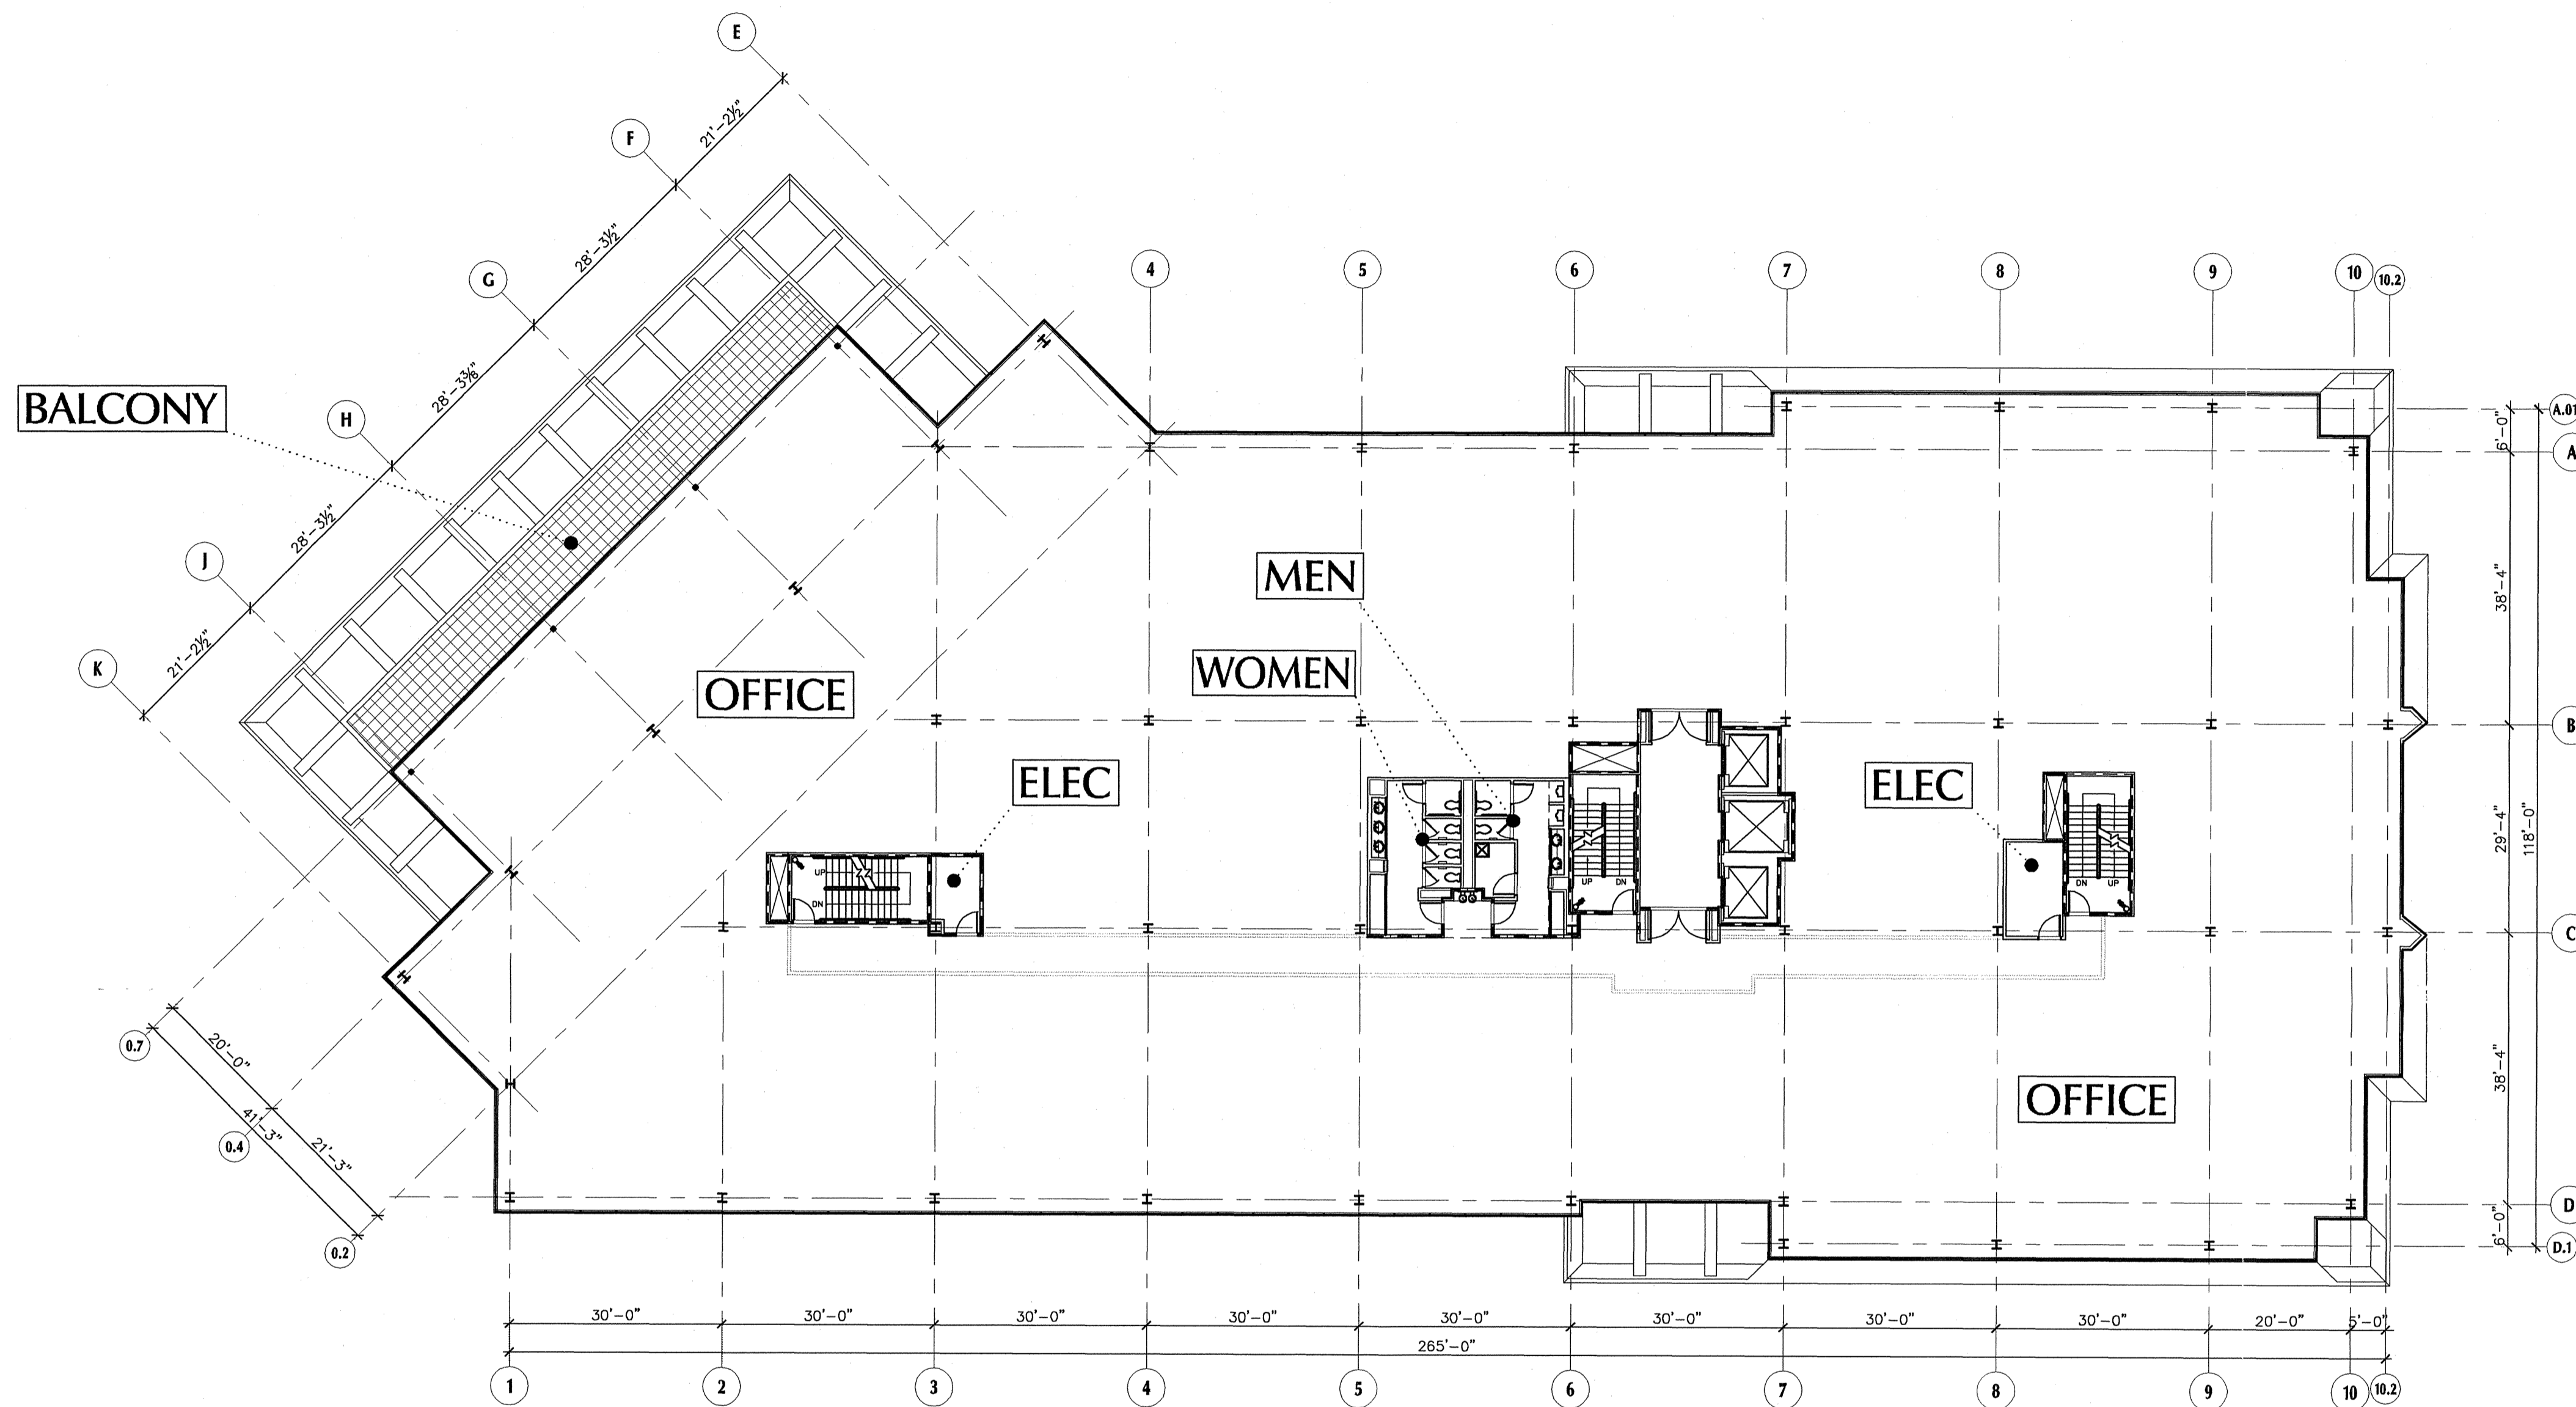 E
F
21'-2½"
G
28'-3½"
4
5
6
7
8
9
10
10.2
H
28'-3⅜"
BALCONY
A.01
6'-0"
A
J
28'-3½"
MEN
38'-4"
K
21'-2½"
WOMEN
OFFICE
B
ELEC
ELEC
29'-4"
118'-0"
UP
DN
UP
DN
DN
UP
C
0.7
20'-0"
0.4
41'-3"
21'-3"
0.2
38'-4"
OFFICE
D
6'-0"
D.1
30'-0"
30'-0"
30'-0"
30'-0"
30'-0"
30'-0"
30'-0"
30'-0"
20'-0"
5'-0"
265'-0"
1
2
3
4
5
6
7
8
9
10
10.2